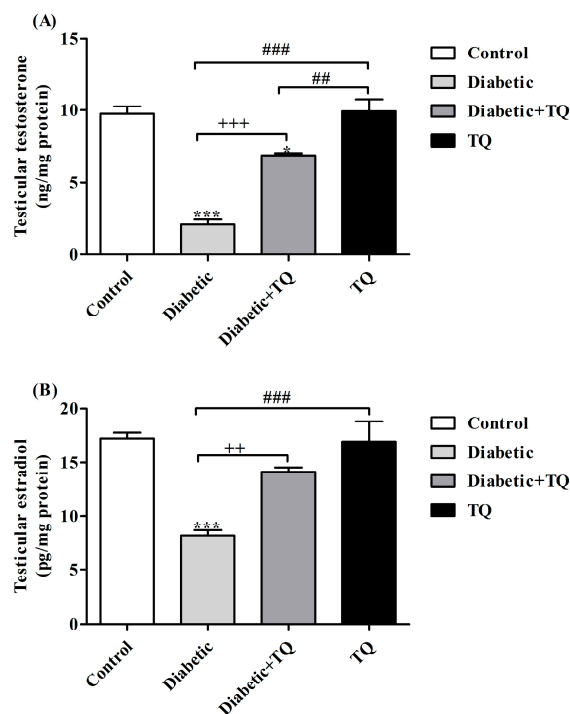 (A)
Testicular testosterone
(ng/mg protein)
15
10
5
0
###
##
+++
***
*
Control
Diabetic
Diabetic+TQ
TQ
Control
Diabetic
Diabetic+TQ
TQ
(B)
Testicular estradiol
(pg/mg protein)
20
15
10
5
0
###
++
***
Control
Diabetic
Diabetic+TQ
TQ
Control
Diabetic
Diabetic+TQ
TQ